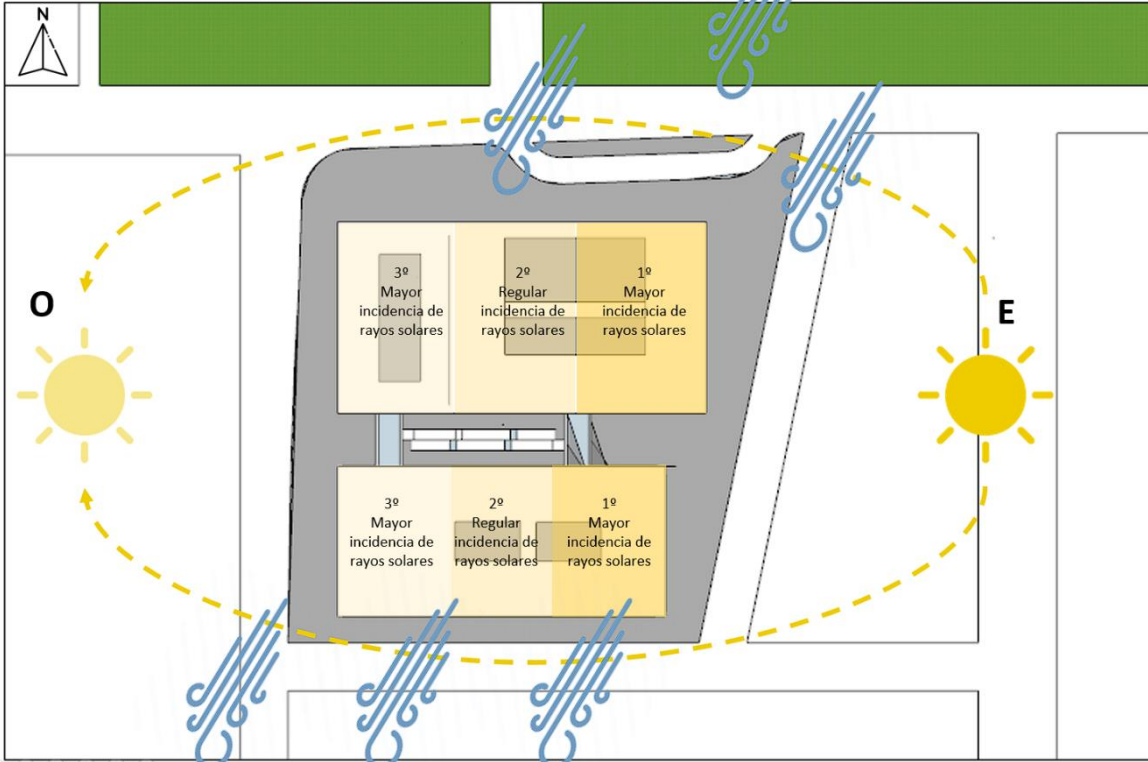 N
3º
Mayor
incidencia de
rayos solares
2º
Regular
incidencia de
rayos solares
1º
Mayor
incidencia de
rayos solares
O
E
3º
Mayor
incidencia de
rayos solares
2º
Regular
incidencia de
rayos solares
1º
Mayor
incidencia de
rayos solares